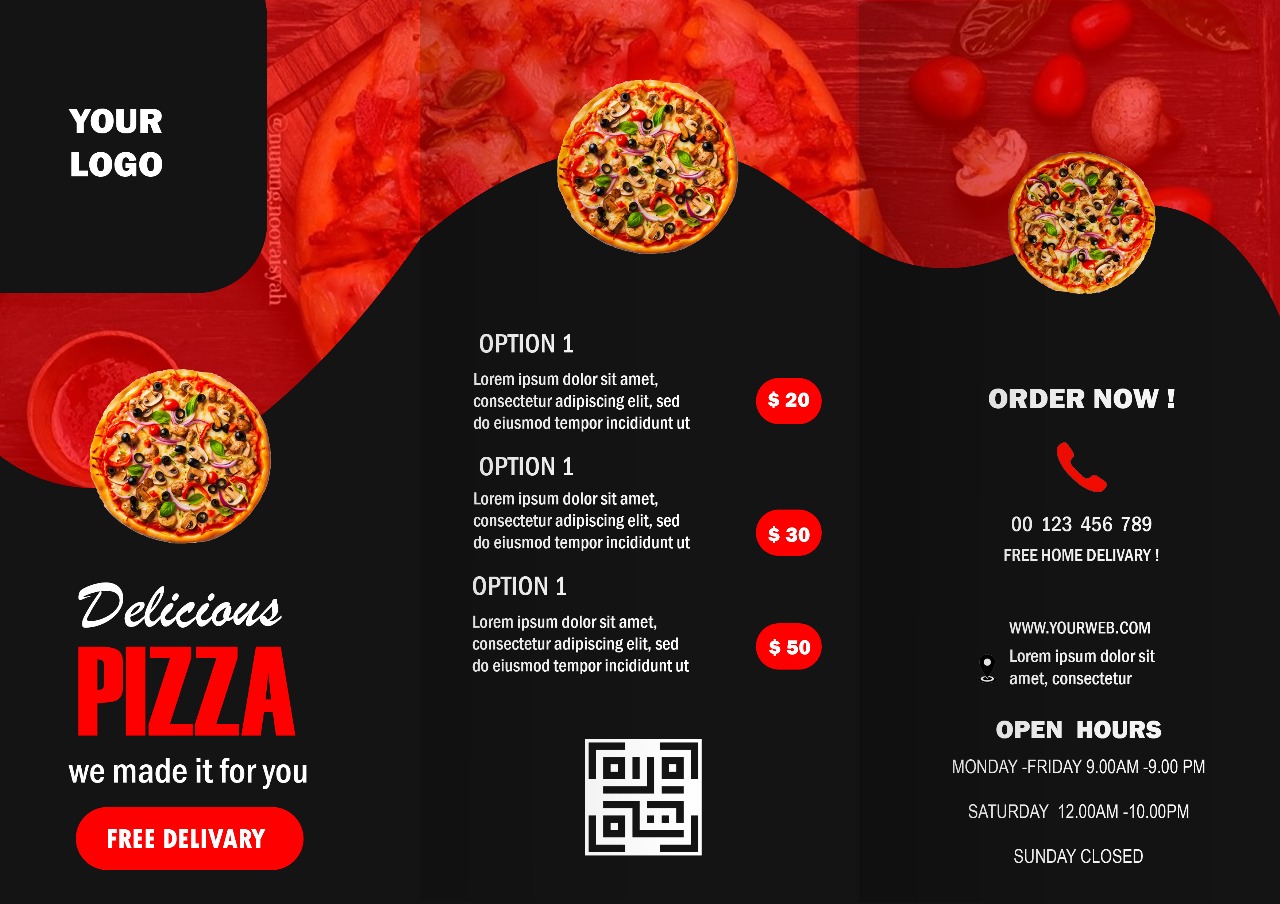 YOUR
LOGO
@nunung.nooraisyah
Delicious
PIZZA
we made it for you
FREE DELIVARY
OPTION 1
Lorem ipsum dolor sit amet,
consectetur adipiscing elit, sed
do eiusmod tempor incididunt ut
$ 20
OPTION 1
Lorem ipsum dolor sit amet,
consectetur adipiscing elit, sed
do eiusmod tempor incididunt ut
$ 30
OPTION 1
Lorem ipsum dolor sit amet,
consectetur adipiscing elit, sed
do eiusmod tempor incididunt ut
$ 50
ORDER NOW !
00 123 456 789
FREE HOME DELIVARY !
WWW.YOURWEB.COM
Lorem ipsum dolor sit
amet, consectetur
OPEN HOURS
MONDAY -FRIDAY 9.00AM -9.00 PM
SATURDAY 12.00AM -10.00PM
SUNDAY CLOSED